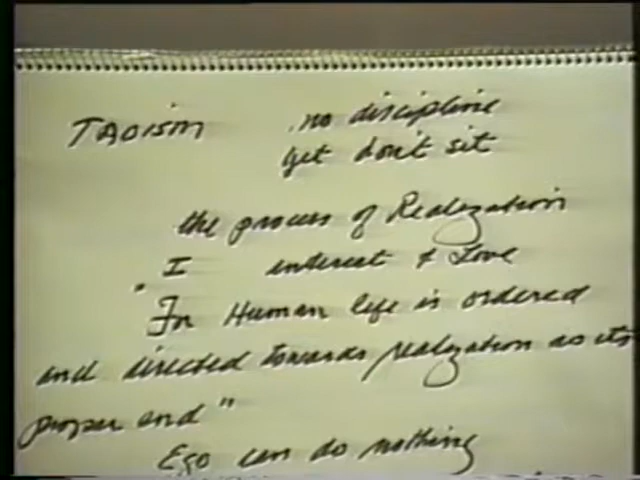 TAOISM no discipline
yet don't sit
the process of Realization
I interest & Love
"For Human life is ordered
and directed towards realization as its
proper end"
Ego can do nothing